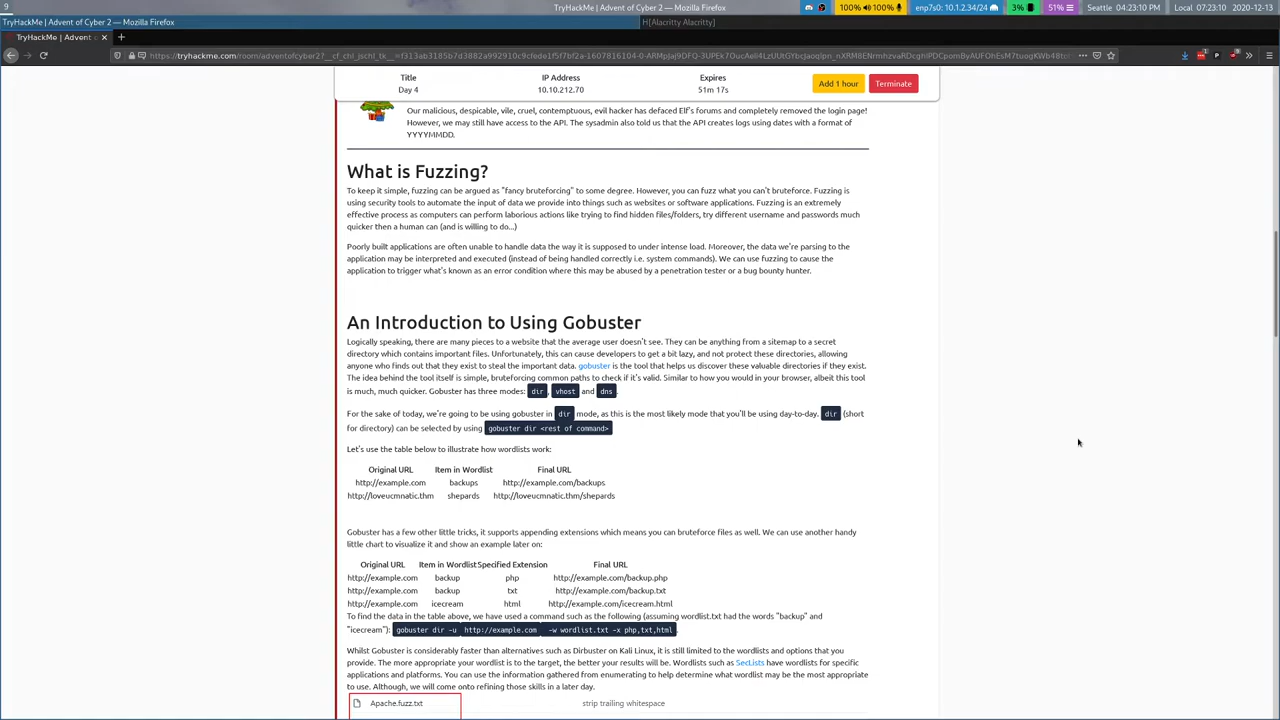 9
TryHackMe | Advent of Cyber 2 — Mozilla Firefox
100% 100%
enp7s0: 10.1.2.34/24
3%
51%
Seattle 04:23:10 PM Local 07:23:10 2020-12-13
TryHackMe | Advent of Cyber 2 — Mozilla Firefox
H[Alacritty Alacritty]
TryHackMe | Advent
Title
IP Address
Expires
Day 4
10.10.212.70
51m 17s
Add 1 hour
Terminate
Our malicious, despicable, vile, cruel, contemptuous, evil hacker has defaced Elf's forums and completely removed the login page!
However, we may still have access to the API. The sysadmin also told us that the API creates logs using dates with a format of
YYYYMMDD.
What is Fuzzing?
To keep it simple, fuzzing can be argued as "fancy bruteforcing" to some degree. However, you can fuzz what you can't bruteforce. Fuzzing is
using security tools to automate the input of data we provide into things such as websites or software applications. Fuzzing is an extremely
effective process as computers can perform laborious actions like trying to find hidden files/folders, try different username and passwords much
quicker then a human can (and is willing to do...)
Poorly built applications are often unable to handle data the way it is supposed to under intense load. Moreover, the data we're parsing to the
application may be interpreted and executed (instead of being handled correctly i.e. system commands). We can use fuzzing to cause the
application to trigger what's known as an error condition where this may be abused by a penetration tester or a bug bounty hunter.
An Introduction to Using Gobuster
Logically speaking, there are many pieces to a website that the average user doesn't see. They can be anything from a sitemap to a secret
directory which contains important files. Unfortunately, this can cause developers to get a bit lazy, and not protect these directories, allowing
anyone who finds out that they exist to steal the important data. gobuster is the tool that helps us discover these valuable directories if they exist.
The idea behind the tool itself is simple, bruteforcing common paths to check if it's valid. Similar to how you would in your browser, albeit this tool
is much, much quicker. Gobuster has three modes: dir, vhost and dns.
For the sake of today, we're going to be using gobuster in dir mode, as this is the most likely mode that you'll be using day-to-day. dir (short
for directory) can be selected by using gobuster dir <rest of command>
Let's use the table below to illustrate how wordlists work:
Original URL Item in Wordlist Final URL
http://example.com backups http://example.com/backups
http://loveucmnatic.thm shepards http://loveucmnatic.thm/shepards
Gobuster has a few other little tricks, it supports appending extensions which means you can bruteforce files as well. We can use another handy
little chart to visualize it and show an example later on:
Original URL Item in Wordlist Specified Extension Final URL
http://example.com backup php http://example.com/backup.php
http://example.com backup txt http://example.com/backup.txt
http://example.com icecream html http://example.com/icecream.html
To find the data in the table above, we have used a command such as the following (assuming wordlist.txt had the words "backup" and
"icecream"): gobuster dir -u http://example.com -w wordlist.txt -x php,txt,html.
Whilst Gobuster is considerably faster than alternatives such as Dirbuster on Kali Linux, it is still limited to the wordlists and options that you
provide. The more appropriate your wordlist is to the target, the better your results will be. Wordlists such as SecLists have wordlists for specific
applications and platforms. You can use the information gathered from enumerating to help determine what wordlist may be the most appropriate
to use. Although, we will come onto refining those skills in a later day.
Apache.fuzz.txt strip trailing whitespace